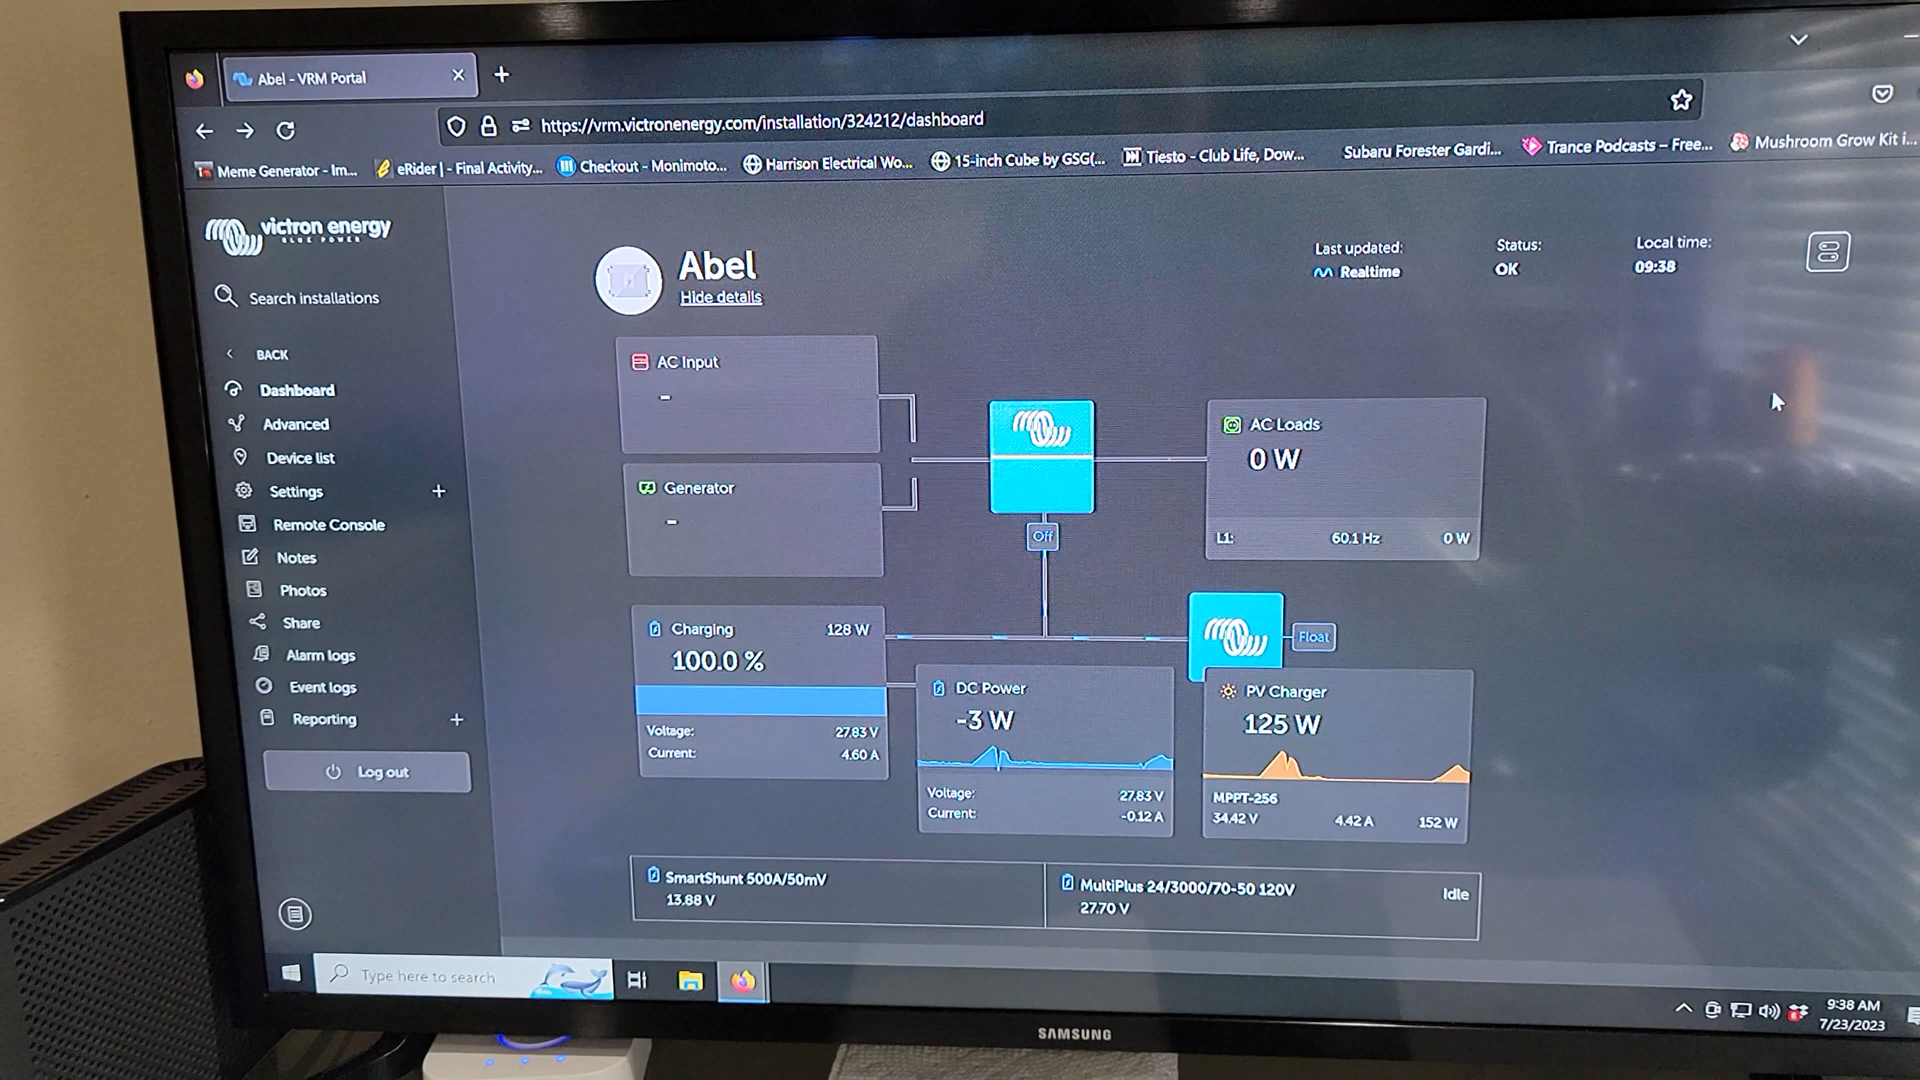 Abel - VRM Portal
https://vrm.victronenergy.com/installation/324212/dashboard
Meme Generator - Im... eRider | - Final Activity... Checkout - Monimoto... Harrison Electrical Wo... 15-inch Cube by GSG(... Tiesto - Club Life, Dow... Subaru Forester Gardi... Trance Podcasts – Free... Mushroom Grow Kit i...
victron energy
BLUE POWER
Search installations
BACK
Dashboard
Advanced
Device list
Settings +
Remote Console
Notes
Photos
Share
Alarm logs
Event logs
Reporting +
Log out
Abel
Hide details
Last updated:
Realtime
Status:
OK
Local time:
09:38
AC Input
-
Generator
-
Off
AC Loads
0 W
L1: 60.1 Hz 0 W
Charging 128 W
100.0 %
Voltage: 27.83 V
Current: 4.60 A
DC Power
-3 W
Voltage: 27.83 V
Current: -0.12 A
Float
PV Charger
125 W
MPPT-256
34.42 V 4.42 A 152 W
SmartShunt 500A/50mV
13.88 V
MultiPlus 24/3000/70-50 120V Idle
27.70 V
Type here to search
9:38 AM
7/23/2023
SAMSUNG